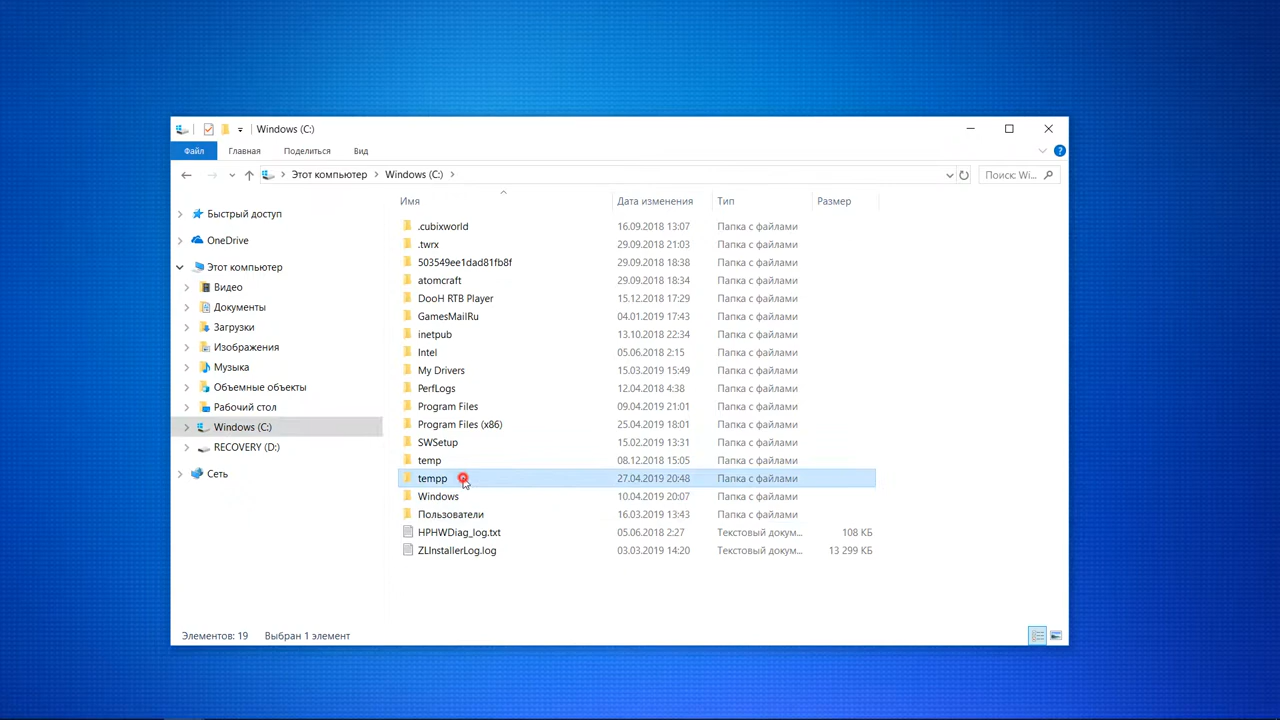 Windows (C:)
Файл Главная Поделиться Вид
Этот компьютер Windows (C:) Поиск: Wi...
Быстрый доступ
OneDrive
Этот компьютер
Видео
Документы
Загрузки
Изображения
Музыка
Объемные объекты
Рабочий стол
Windows (C:)
RECOVERY (D:)
Сеть
Имя Дата изменения Тип Размер
.cubixworld 16.09.2018 13:07 Папка с файлами
.twrx 29.09.2018 21:03 Папка с файлами
503549ee1dad81fb8f 29.09.2018 18:38 Папка с файлами
atomcraft 29.09.2018 18:34 Папка с файлами
DooH RTB Player 15.12.2018 17:29 Папка с файлами
GamesMailRu 04.01.2019 17:43 Папка с файлами
inetpub 13.10.2018 22:34 Папка с файлами
Intel 05.06.2018 2:15 Папка с файлами
My Drivers 15.03.2019 15:49 Папка с файлами
PerfLogs 12.04.2018 4:38 Папка с файлами
Program Files 09.04.2019 21:01 Папка с файлами
Program Files (x86) 25.04.2019 18:01 Папка с файлами
SWSetup 15.02.2019 13:31 Папка с файлами
temp 08.12.2018 15:05 Папка с файлами
tempp 27.04.2019 20:48 Папка с файлами
Windows 10.04.2019 20:07 Папка с файлами
Пользователи 16.03.2019 13:43 Папка с файлами
HPHWDiag_log.txt 05.06.2018 2:27 Текстовый докум... 108 КБ
ZLInstallerLog.log 03.03.2019 14:20 Текстовый докум... 13 299 КБ
Элементов: 19 Выбран 1 элемент